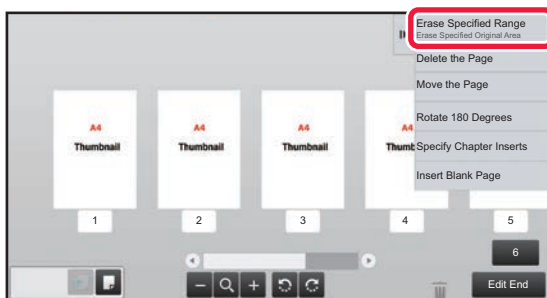 Erase Specified Range
Erase Specified Original Area
Delete the Page
Move the Page
Rotate 180 Degrees
Specify Chapter Inserts
Insert Blank Page
A4
Thumbnail
A4
Thumbnail
A4
Thumbnail
A4
Thumb
1
2
3
4
5
6
Edit End